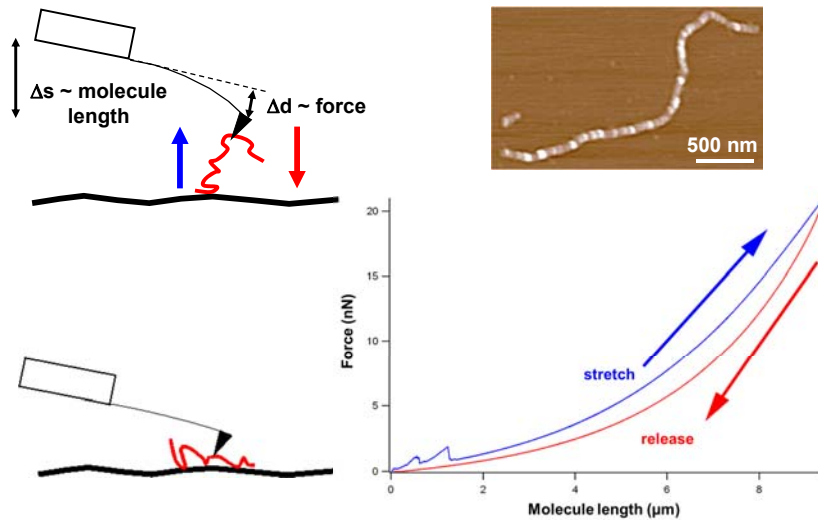 Δs ~ molecule
length
Δd ~ force
500 nm
20
15
10
5
0
Force (nN)
stretch
release
0
2
4
6
8
Molecule length (µm)